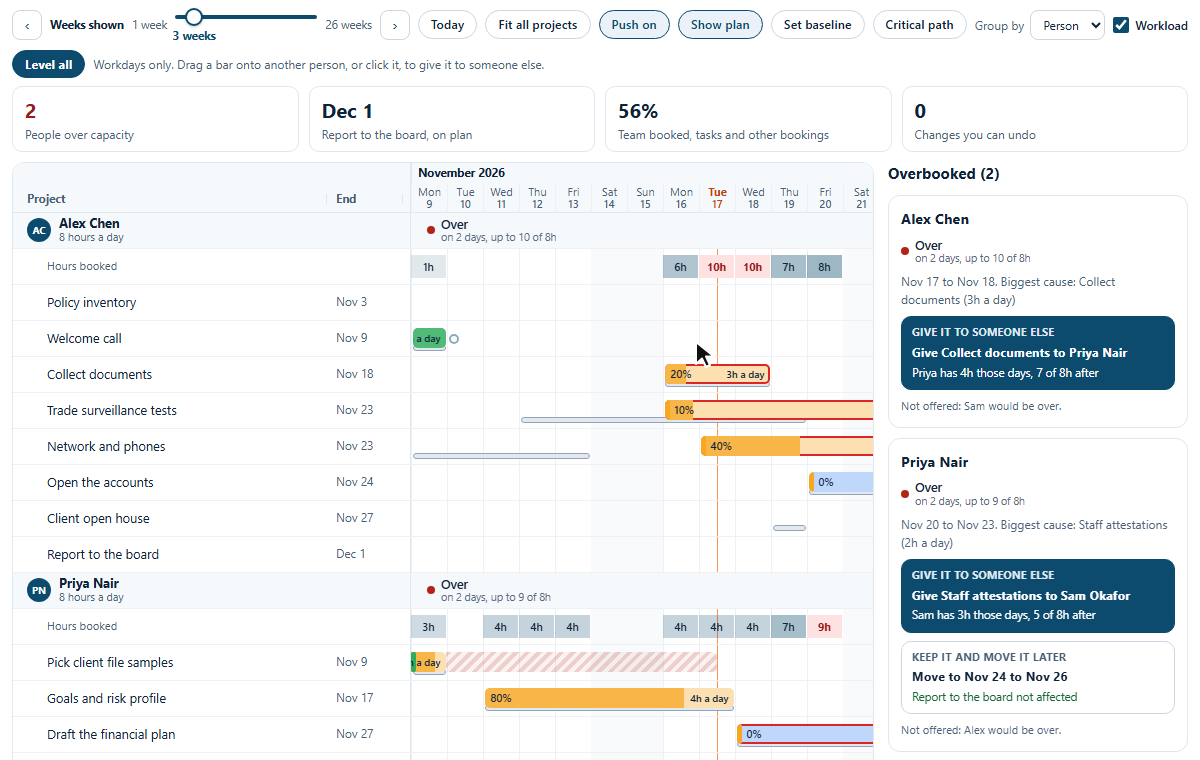 ‹ Weeks shown 1 week 3 weeks 26 weeks › Today Fit all projects Push on Show plan Set baseline Critical path Group by Person Workload
Level all Workdays only. Drag a bar onto another person, or click it, to give it to someone else.
2
People over capacity
Dec 1
Report to the board, on plan
56%
Team booked, tasks and other bookings
0
Changes you can undo
Project End
November 2026
Mon Tue Wed Thu Fri Sat Sun Mon Tue Wed Thu Fri Sat
9 10 11 12 13 14 15 16 17 18 19 20 21
AC Alex Chen
8 hours a day
Over
on 2 days, up to 10 of 8h
Hours booked 1h 6h 10h 10h 7h 8h
Policy inventory Nov 3
Welcome call Nov 9 a day
Collect documents Nov 18 20% 3h a day
Trade surveillance tests Nov 23 10%
Network and phones Nov 23 40%
Open the accounts Nov 24 0%
Client open house Nov 27
Report to the board Dec 1
PN Priya Nair
8 hours a day
Over
on 2 days, up to 9 of 8h
Hours booked 3h 4h 4h 4h 4h 4h 4h 7h 9h
Pick client file samples Nov 9 a day
Goals and risk profile Nov 17 80% 4h a day
Draft the financial plan Nov 27 0%
Overbooked (2)
Alex Chen
Over
on 2 days, up to 10 of 8h
Nov 17 to Nov 18. Biggest cause: Collect
documents (3h a day)
GIVE IT TO SOMEONE ELSE
Give Collect documents to Priya Nair
Priya has 4h those days, 7 of 8h after
Not offered: Sam would be over.
Priya Nair
Over
on 2 days, up to 9 of 8h
Nov 20 to Nov 23. Biggest cause: Staff attestations
(2h a day)
GIVE IT TO SOMEONE ELSE
Give Staff attestations to Sam Okafor
Sam has 3h those days, 5 of 8h after
KEEP IT AND MOVE IT LATER
Move to Nov 24 to Nov 26
Report to the board not affected
Not offered: Alex would be over.